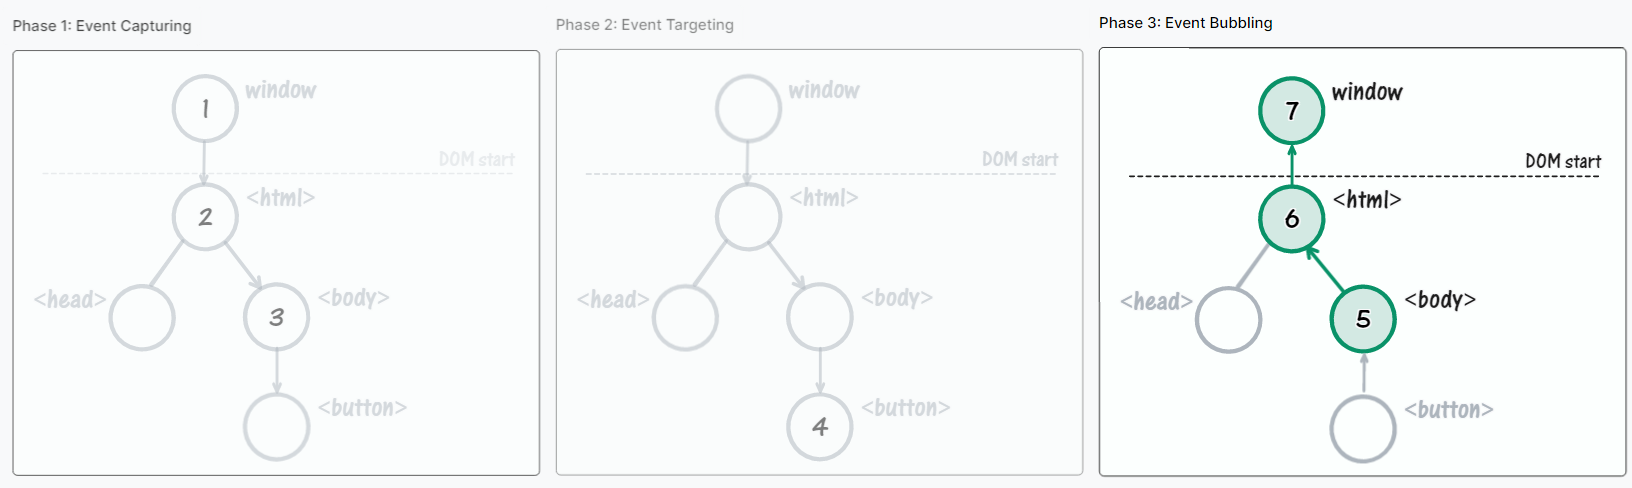 Phase 1: Event Capturing
1
window
DOM start
2
<html>
<head>
3
<body>
<button>
Phase 2: Event Targeting
window
DOM start
<html>
<head>
<body>
4
<button>
Phase 3: Event Bubbling
7
window
DOM start
6
<html>
<head>
5
<body>
<button>